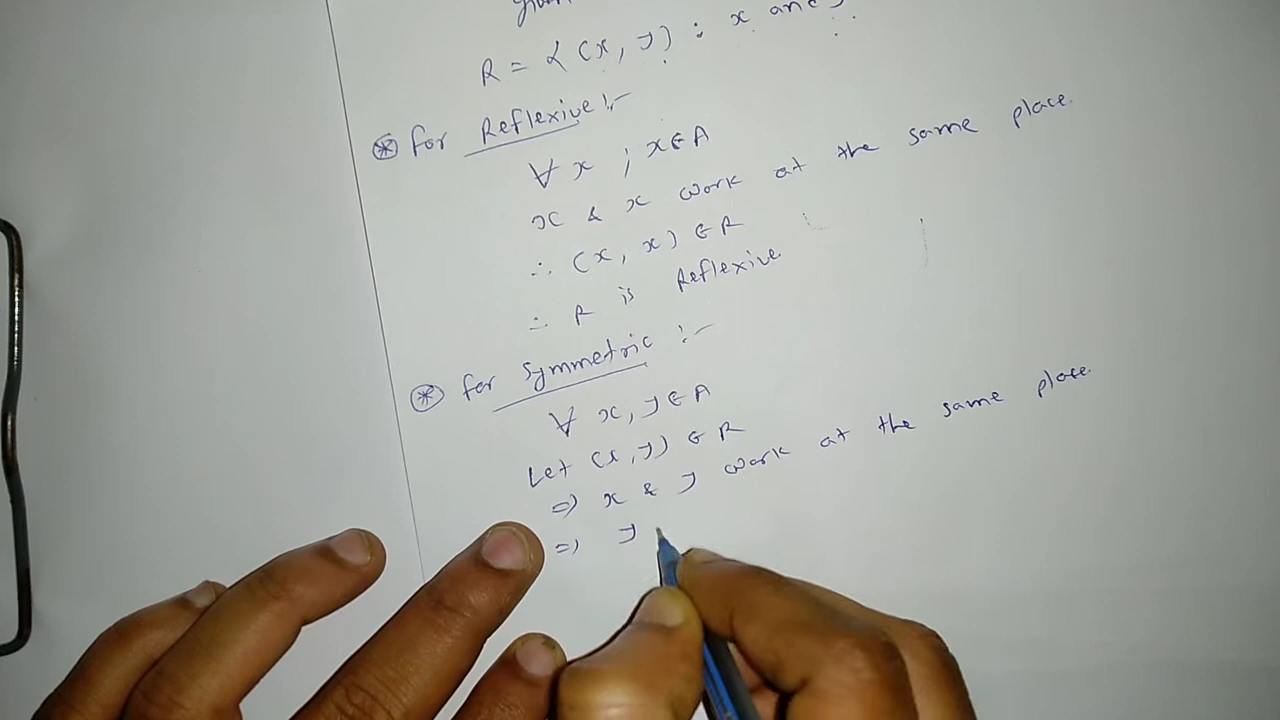 R = { (x, y) : x and
⊛ for Reflexive :-
∀ x ; x ∈ A
x & x work at the same place.
∴ (x, x) ∈ R
∴ R is Reflexive
⊛ for Symmetric :-
∀ x, y ∈ A
Let (x, y) ∈ R
⇒ x & y work at the same place.
⇒ y